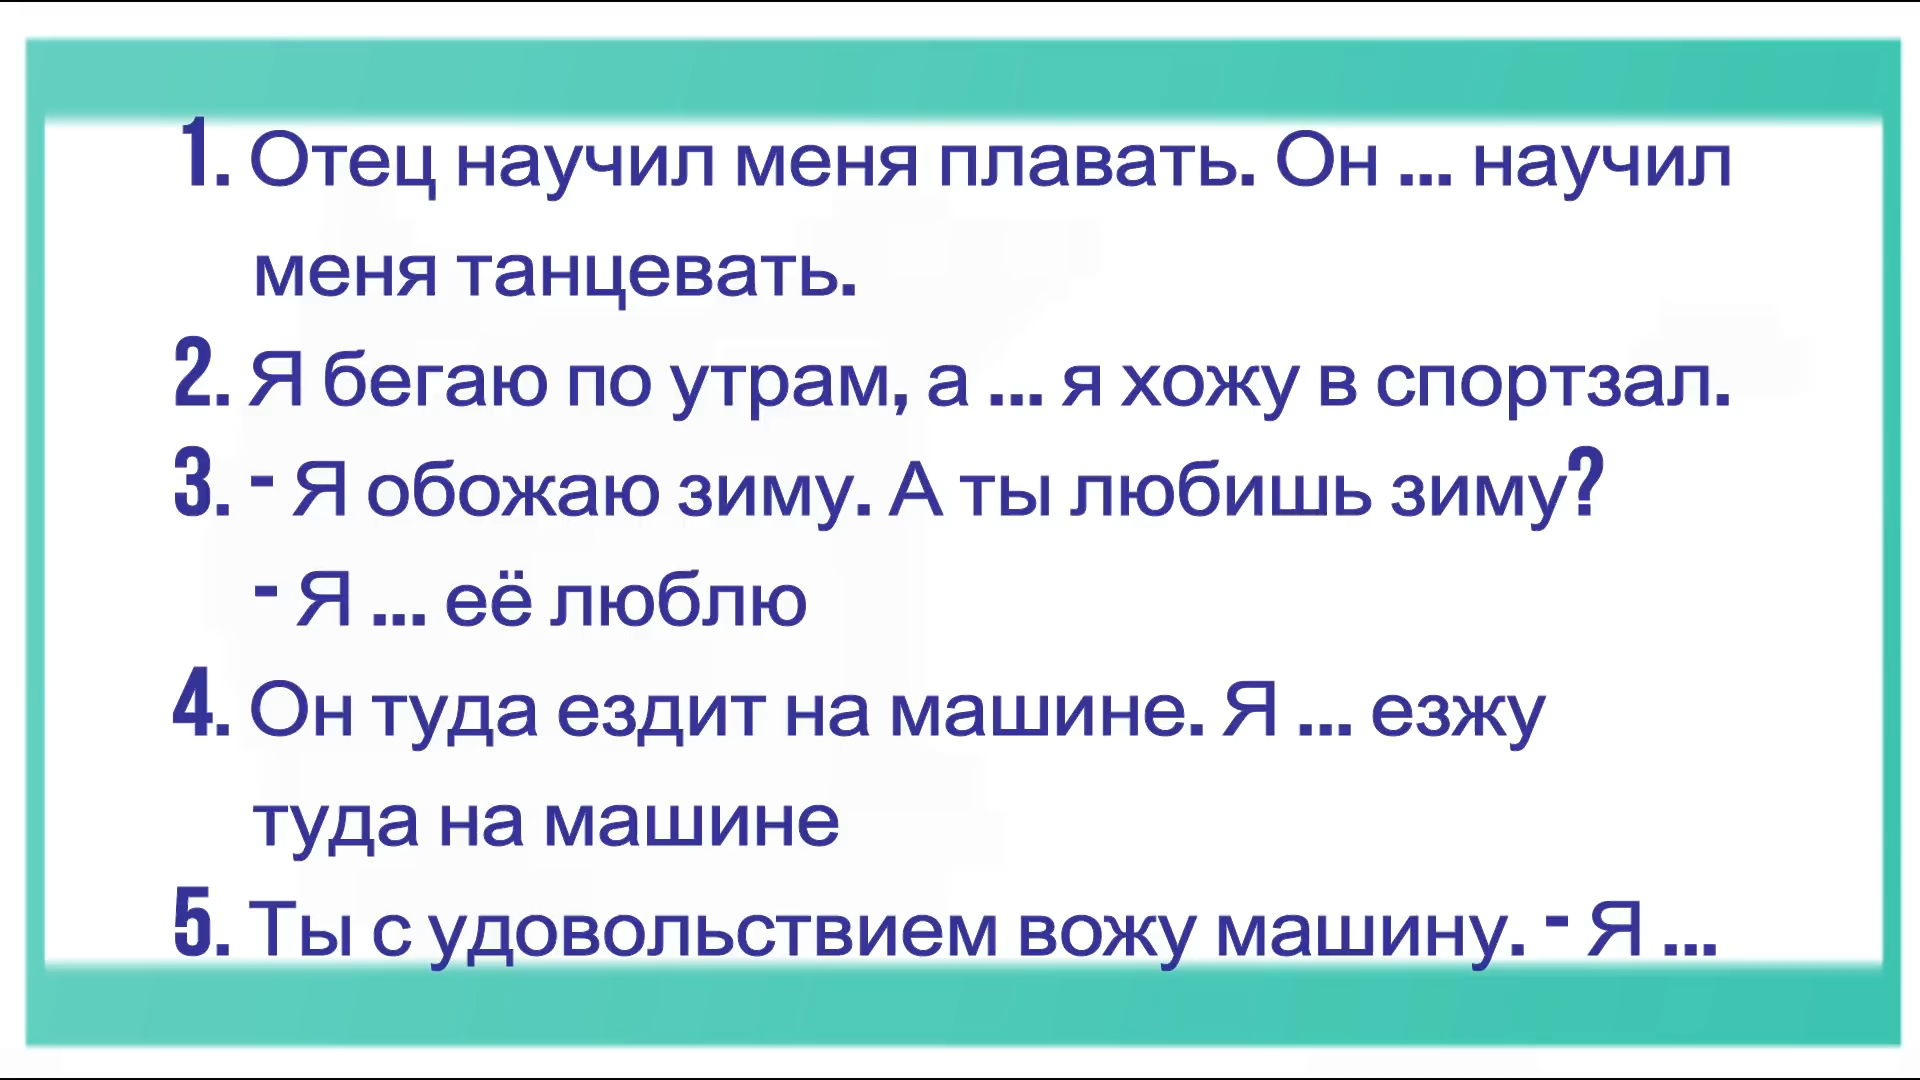 1. Отец научил меня плавать. Он ... научил
меня танцевать.
2. Я бегаю по утрам, а ... я хожу в спортзал.
3. - Я обожаю зиму. А ты любишь зиму?
- Я ... её люблю
4. Он туда ездит на машине. Я ... езжу
туда на машине
5. Ты с удовольствием вожу машину. - Я ...